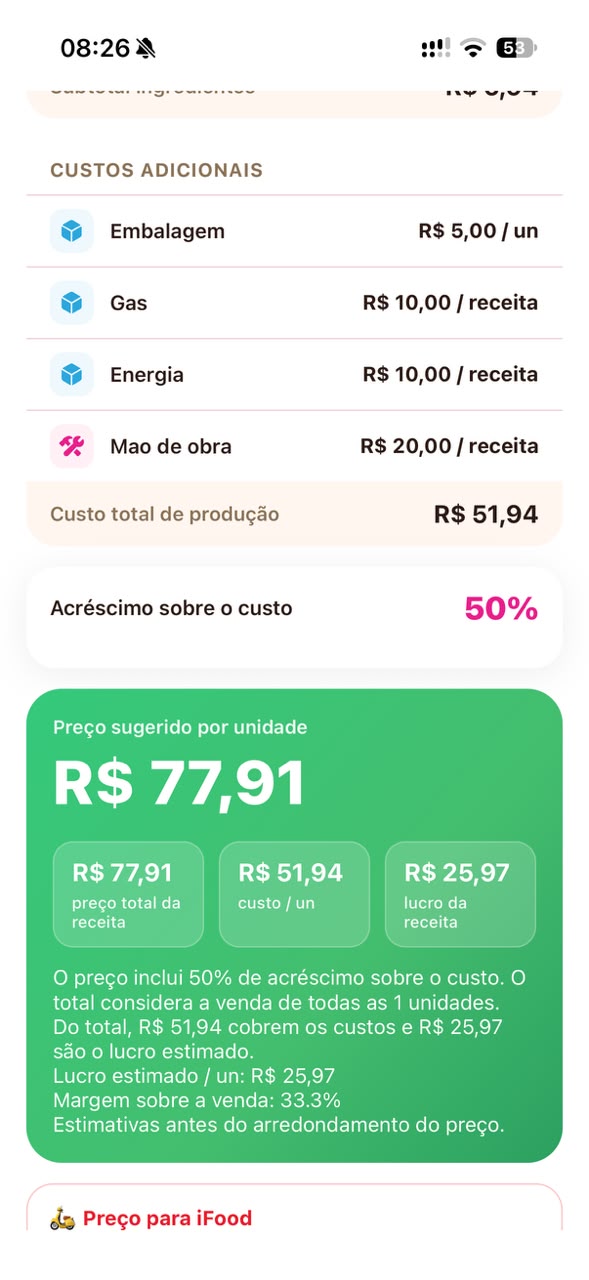 08:26
53
Subtotal ingredientes
R$ 6,94
CUSTOS ADICIONAIS
Embalagem R$ 5,00 / un
Gas R$ 10,00 / receita
Energia R$ 10,00 / receita
Mao de obra R$ 20,00 / receita
Custo total de produção R$ 51,94
Acréscimo sobre o custo 50%
Preço sugerido por unidade
R$ 77,91
R$ 77,91
preço total da
receita
R$ 51,94
custo / un
R$ 25,97
lucro da
receita
O preço inclui 50% de acréscimo sobre o custo. O
total considera a venda de todas as 1 unidades.
Do total, R$ 51,94 cobrem os custos e R$ 25,97
são o lucro estimado.
Lucro estimado / un: R$ 25,97
Margem sobre a venda: 33.3%
Estimativas antes do arredondamento do preço.
Preço para iFood